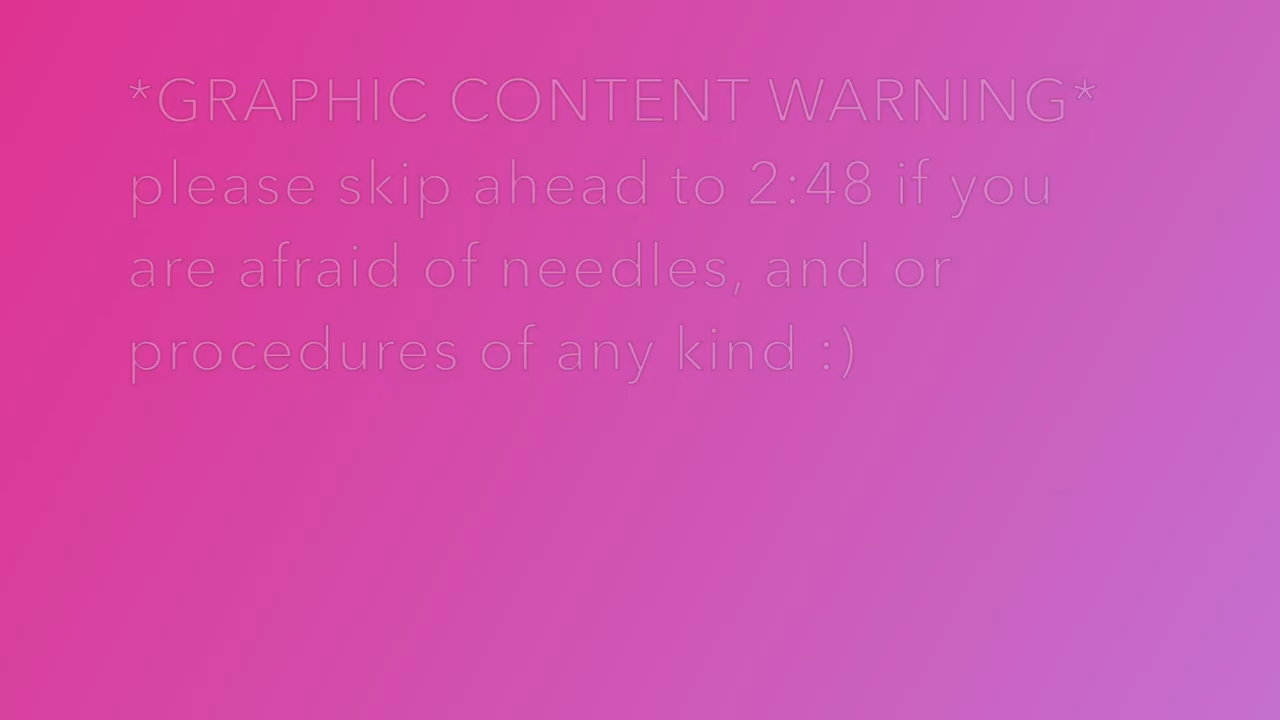 *GRAPHIC CONTENT WARNING*
please skip ahead to 2:48 if you
are afraid of needles, and or
procedures of any kind :)